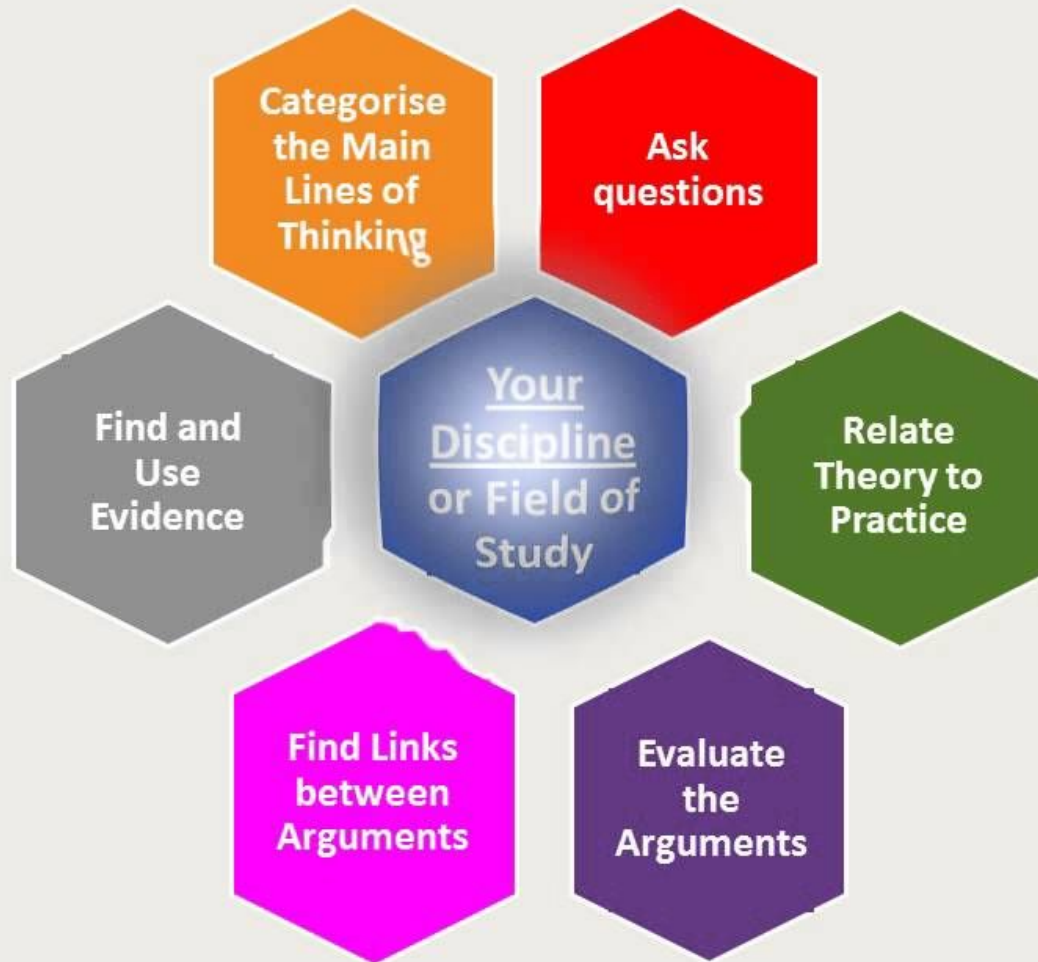 Categorise
the Main
Lines of
Thinking
Ask
questions
Find and
Use
Evidence
Your
Discipline
or Field of
Study
Relate
Theory to
Practice
Find Links
between
Arguments
Evaluate
the
Arguments